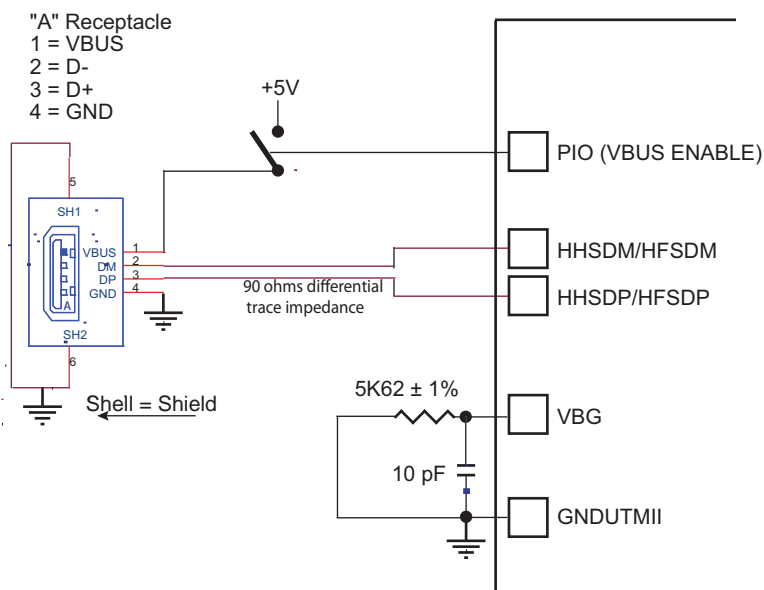 "A" Receptacle
1 = VBUS
2 = D-
3 = D+
4 = GND
+5V
PIO (VBUS ENABLE)
5
SH1
VBUS
1
DM
2
DP
3
GND
4
A
SH2
6
HHSDM/HFSDM
90 ohms differential
trace impedance
HHSDP/HFSDP
Shell = Shield
5K62 ± 1%
VBG
10 pF
GNDUTMII